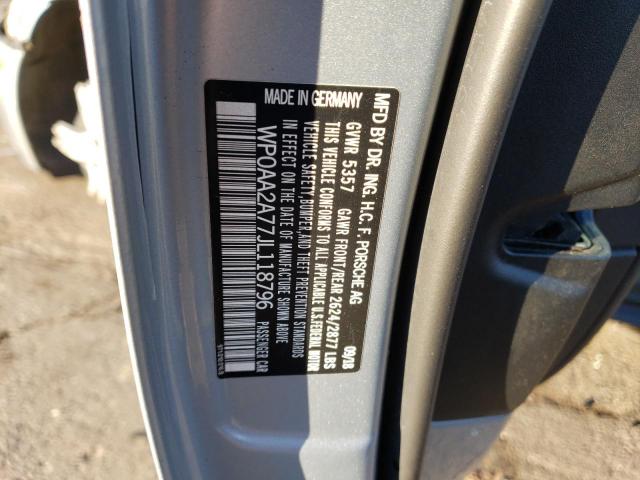 MFD BY DR. ING. H.C. F. PORSCHE AG
GVWR 5357 GAWR FRONT/REAR 2624/2877 LBS 09/18
THIS VEHICLE CONFORMS TO ALL APPLICABLE U.S. FEDERAL MOTOR
VEHICLE SAFETY, BUMPER, AND THEFT PREVENTION STANDARDS
IN EFFECT ON THE DATE OF MANUFACTURE SHOWN ABOVE
WP0AA2A77JL118796 PASSENGER CAR
MADE IN GERMANY